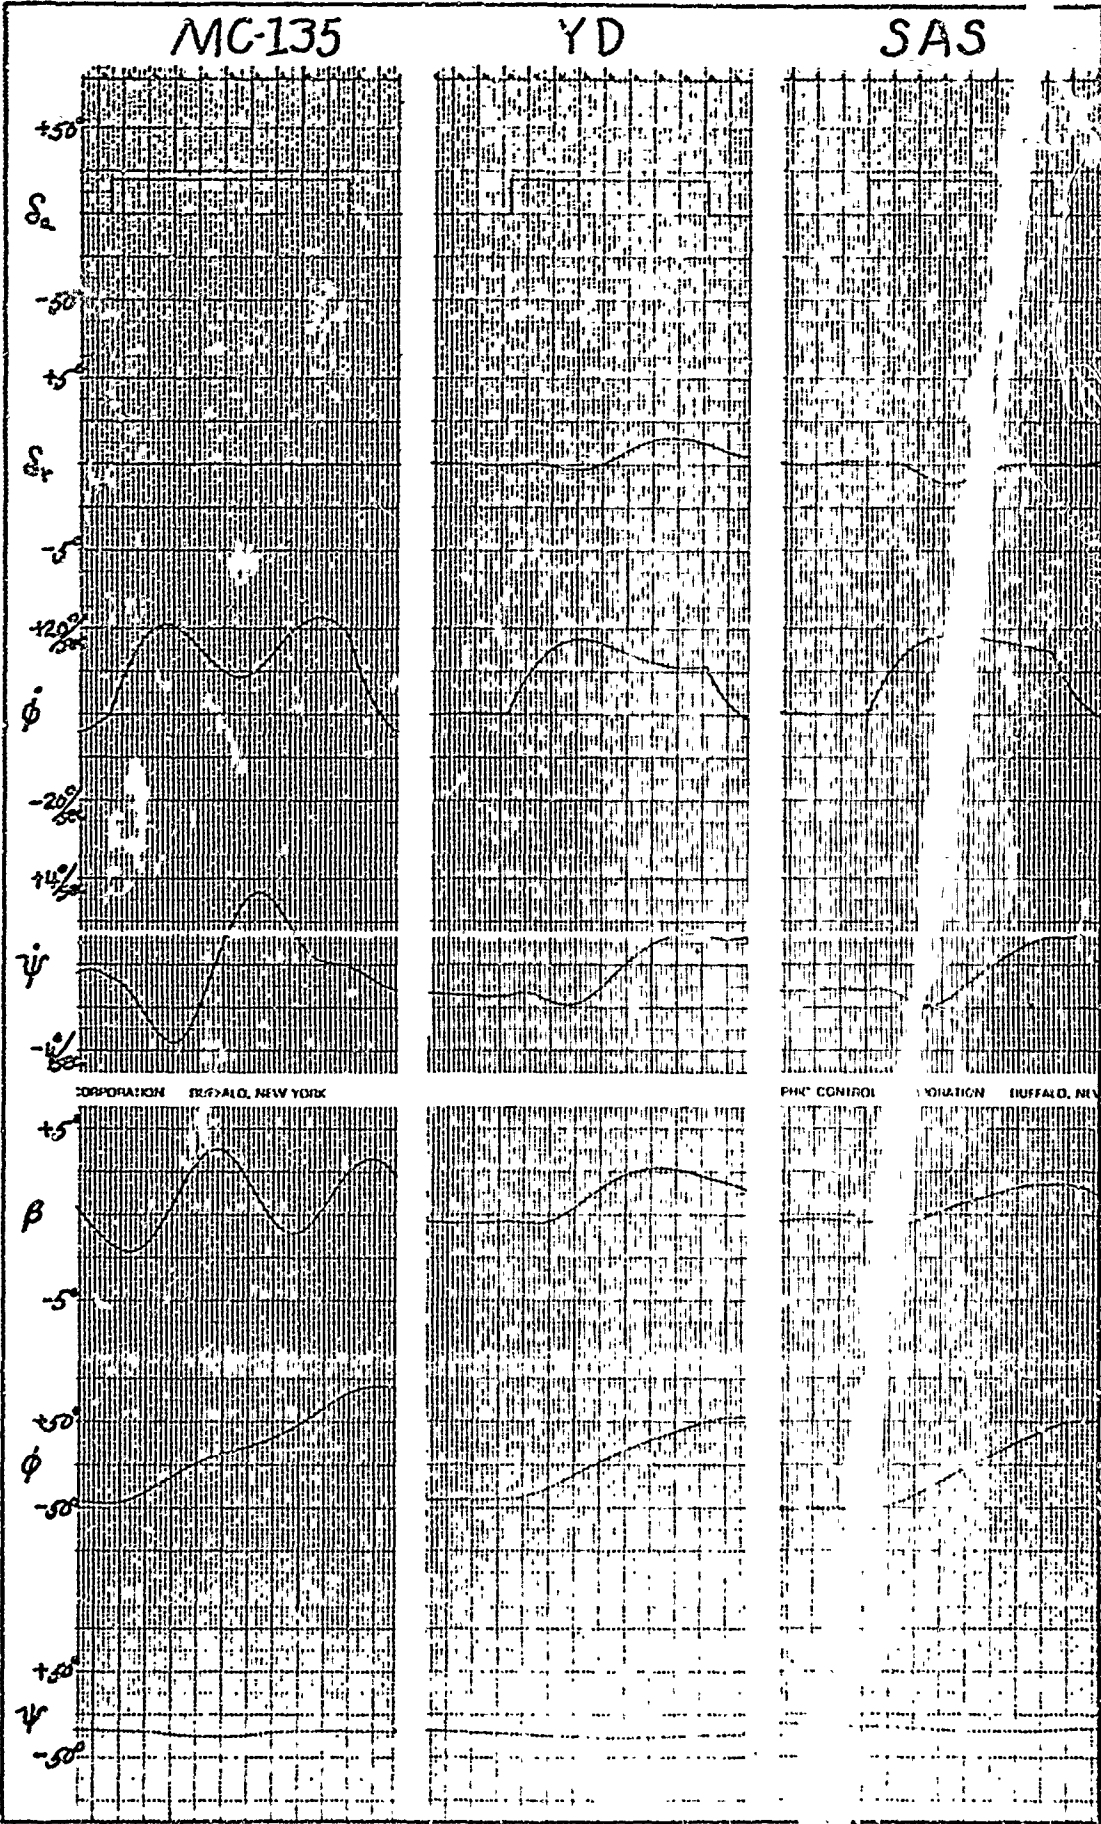 MC-135 YD SAS
+50°
δa
-50°
+5°
δr
-5°
+20°/sec
φ̇
-20°/sec
+4°/sec
ψ̇
-4°/sec
CORPORATION BUFFALO, NEW YORK CONTROL BUFFALO, NEW
+5°
β
-5°
+50°
φ
-50°
+50°
ψ
-50°